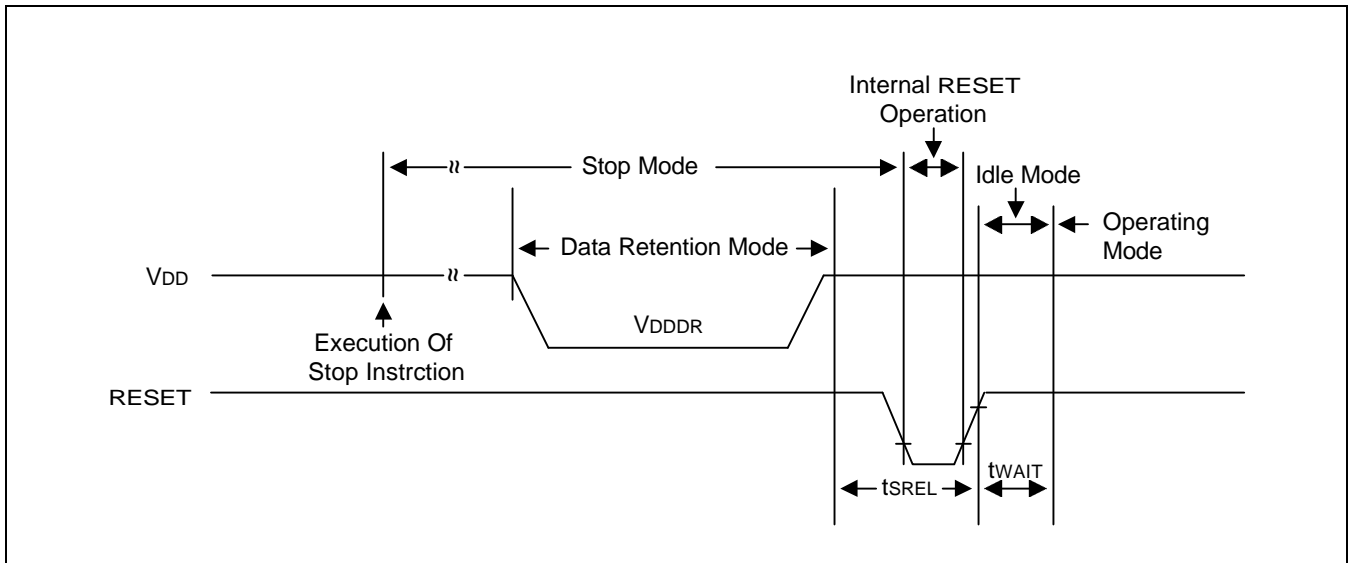 Internal RESET
Operation
Stop Mode
Idle Mode
Data Retention Mode
Operating
Mode
VDD
VDDDR
Execution Of
Stop Instrction
RESET
tSREL
tWAIT